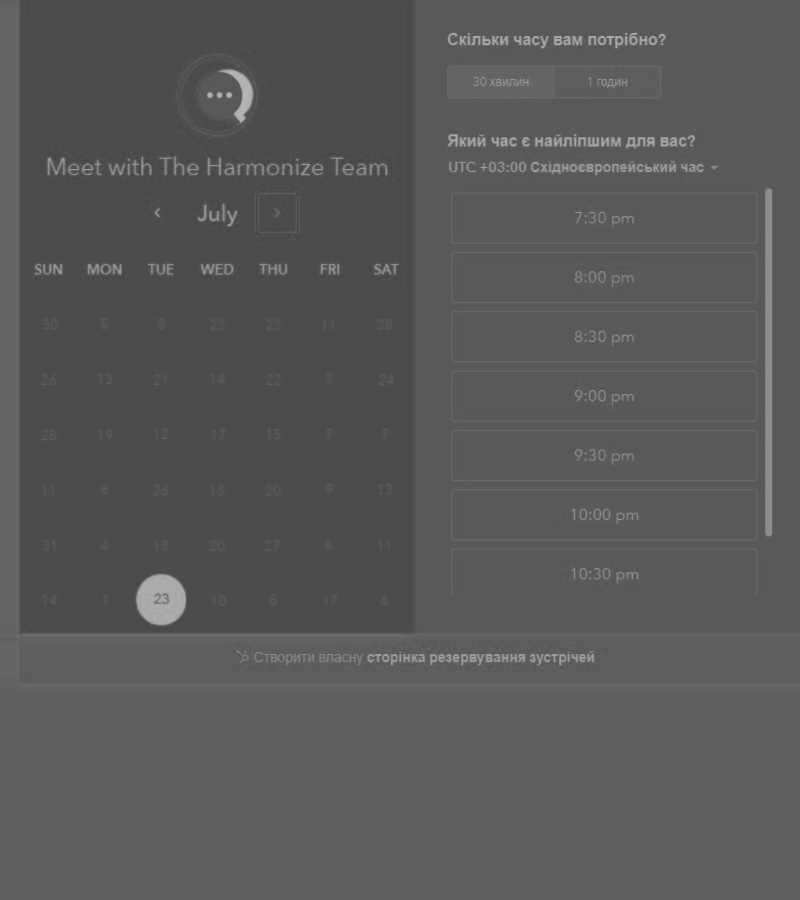 Meet with The Harmonize Team
July
SUN MON TUE WED THU FRI SAT
30 5 8 22 22 11 28
26 13 21 14 22 7 24
28 19 12 17 15 7 7
11 6 26 18 20 9 13
31 4 18 20 27 6 11
14 1 23 10 8 17 6
Скільки часу вам потрібно?
30 хвилин 1 годин
Який час є найліпшим для вас?
UTC +03:00 Східноєвропейський час
7:30 pm
8:00 pm
8:30 pm
9:00 pm
9:30 pm
10:00 pm
10:30 pm
Створити власну сторінка резервування зустрічей